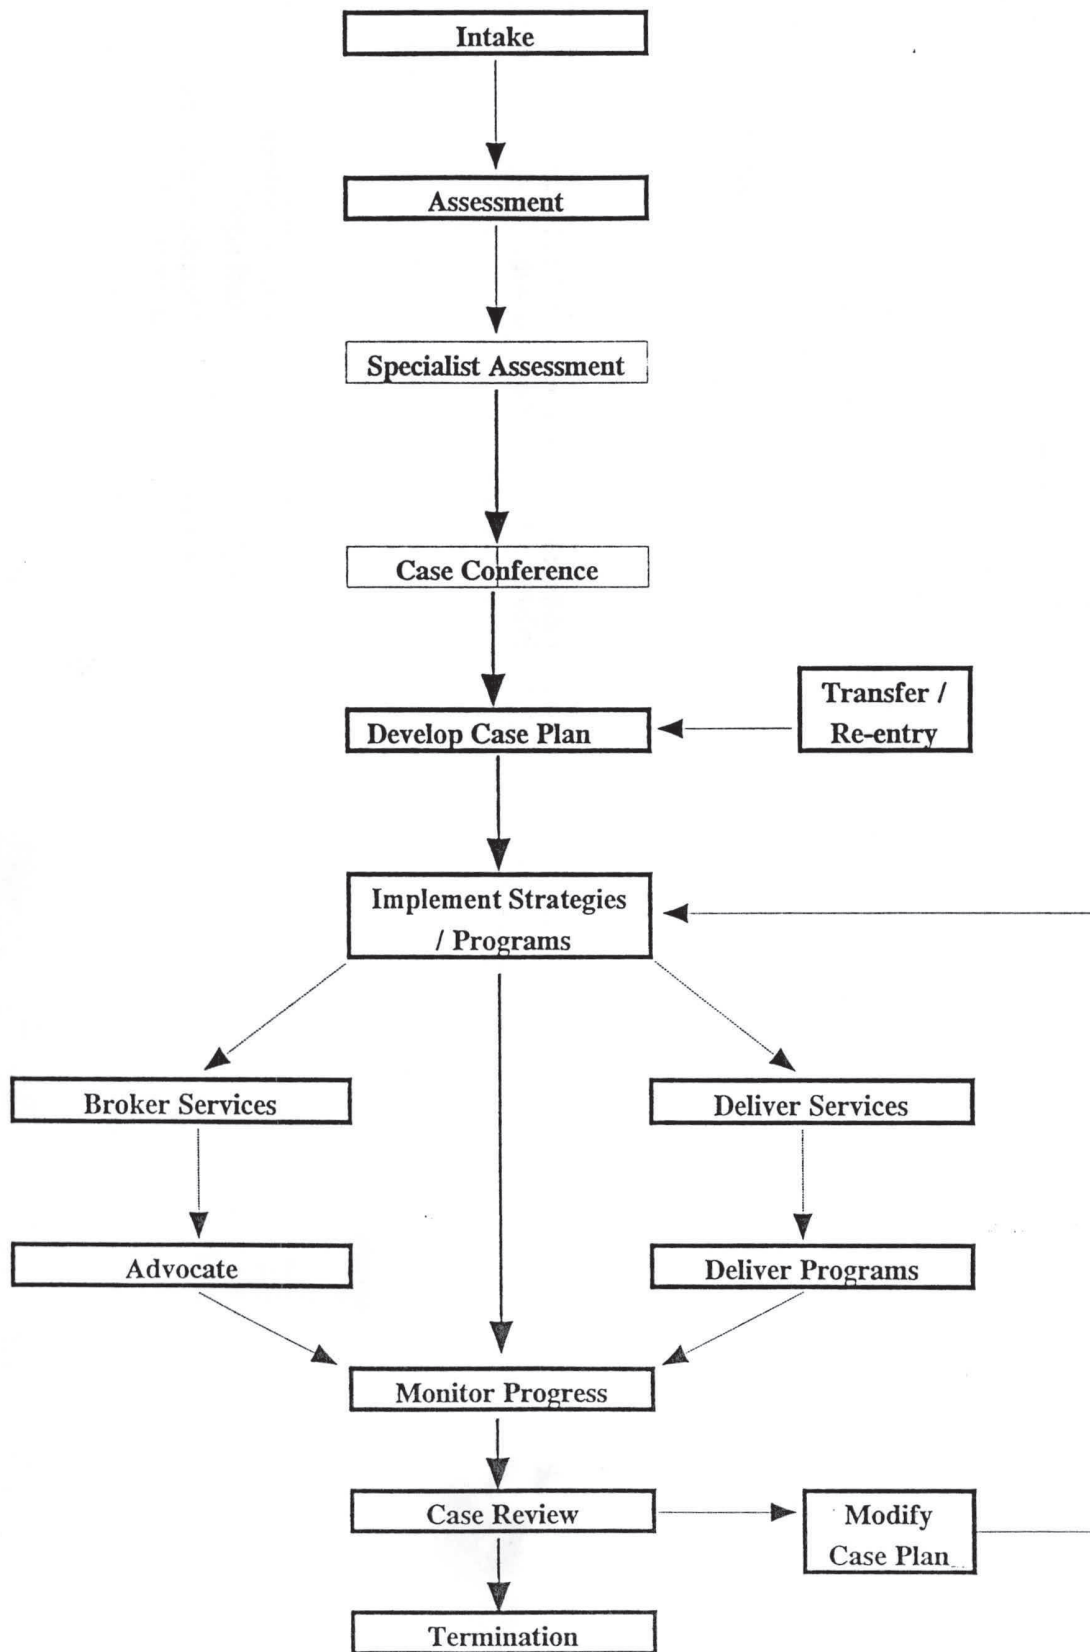 Intake
Assessment
Specialist Assessment
Case Conference
Transfer /
Re-entry
Develop Case Plan
Implement Strategies
/ Programs
Broker Services
Deliver Services
Advocate
Deliver Programs
Monitor Progress
Case Review
Modify
Case Plan
Termination